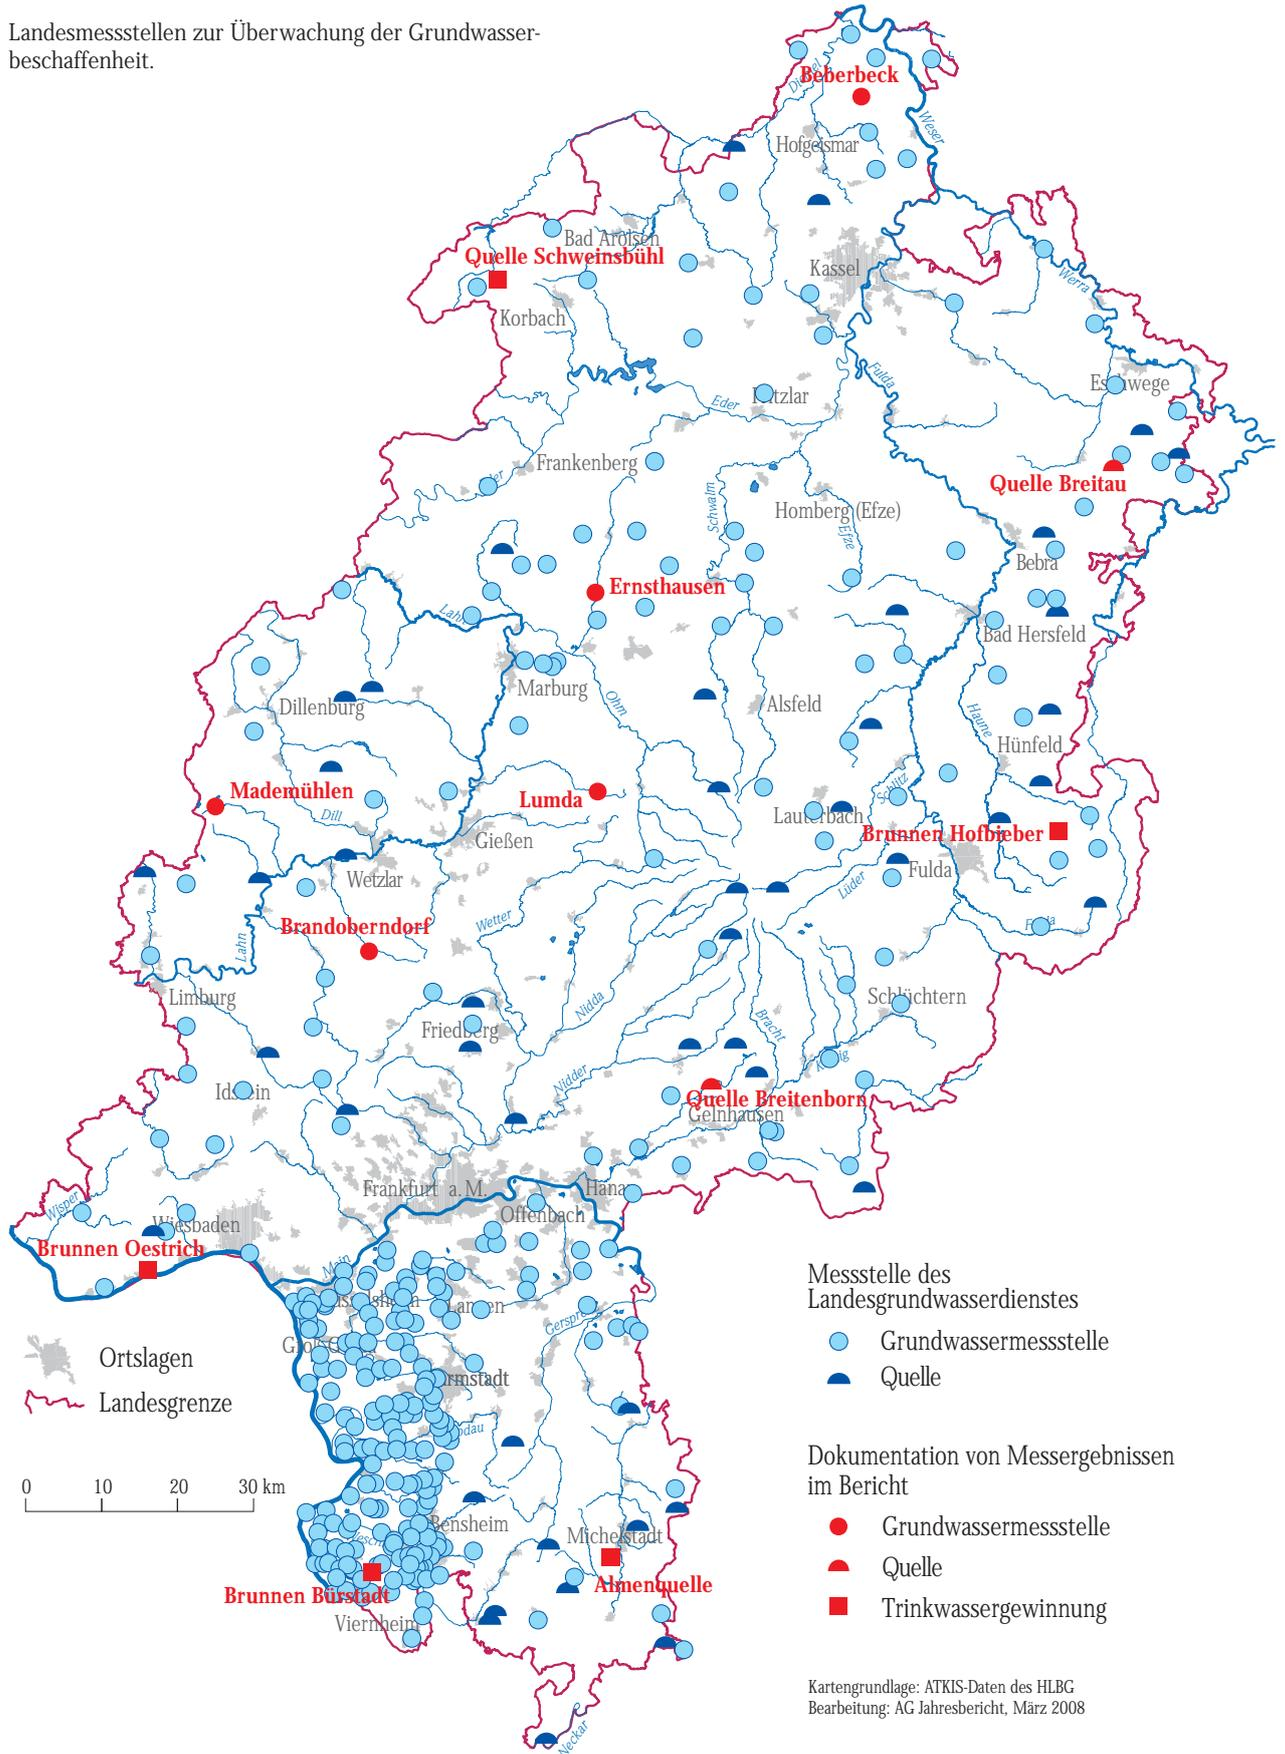 Landesmessstellen zur Überwachung der Grundwasser-
beschaffenheit.
Beberbeck
Weser
Hofgeismar
Bad Arolsen
Quelle Schweinsbühl
Kassel
Werra
Korbach
Fulda
Eschwege
Eder
Fritzlar
Frankenberg
Quelle Breitau
Schwalm
Homberg (Efze)
Efze
Bebra
Ernsthausen
Lahn
Bad Hersfeld
Marburg
Ohm
Dillenburg
Alsfeld
Haune
Hünfeld
Mademühlen
Lumda
Schlitz
Dill
Lauterbach
Brunnen Hofbieber
Gießen
Wetzlar
Fulda
Lüder
Brandoberndorf
Wetter
Fulda
Lahn
Limburg
Nidda
Schlüchtern
Friedberg
Bracht
Kinzig
Idstein
Nidder
Quelle Breitenborn
Gelnhausen
Frankfurt a. M.
Hanau
Wisper
Offenbach
Wiesbaden
Brunnen Oestrich
Main
Langen
Gersprenz
Messstelle des
Landesgrundwasserdienstes
Grundwassermessstelle
Quelle
Ortslagen
Landesgrenze
Dokumentation von Messergebnissen
im Bericht
Grundwassermessstelle
Quelle
Trinkwassergewinnung
0 10 20 30 km
Bensheim
Michelstadt
Almenquelle
Brunnen Bürstadt
Viernheim
Neckar
Kartengrundlage: ATKIS-Daten des HLBG
Bearbeitung: AG Jahresbericht, März 2008